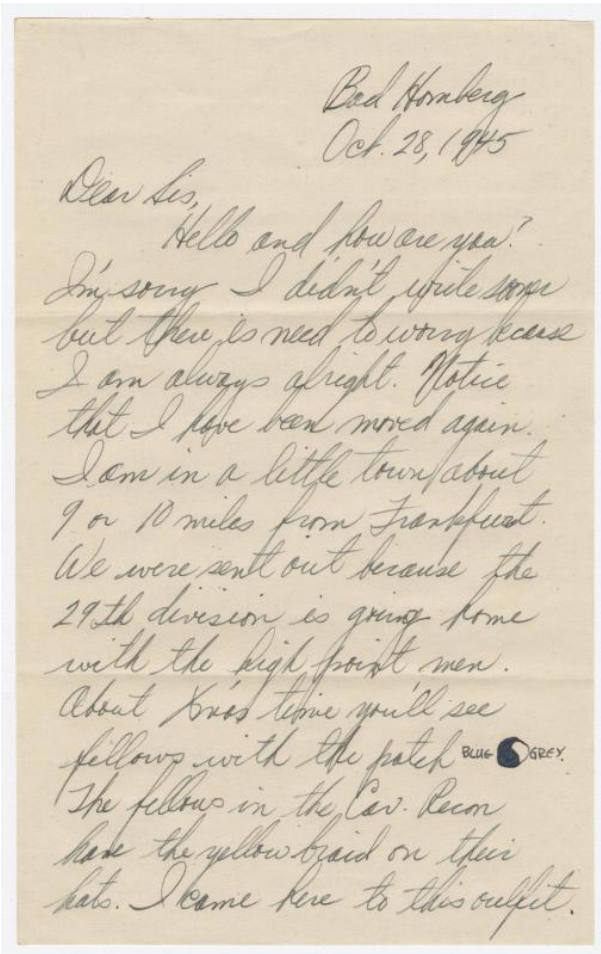 Bad Homberg
Oct. 28, 1945
Dear Sis,
Hello and how are you?
I'm sorry I didn't write sooner
but there is need to worry because
I am always alright. Notice
that I have been moved again.
I am in a little town about
9 or 10 miles from Frankfurt.
We were sent out because the
29th division is going home
with the high point men.
About Xmas time you'll see
fellows with the patch BLUE GREY.
The fellows in the Cav. Recon
have the yellow braid on their
hats. I came here to this outfit.